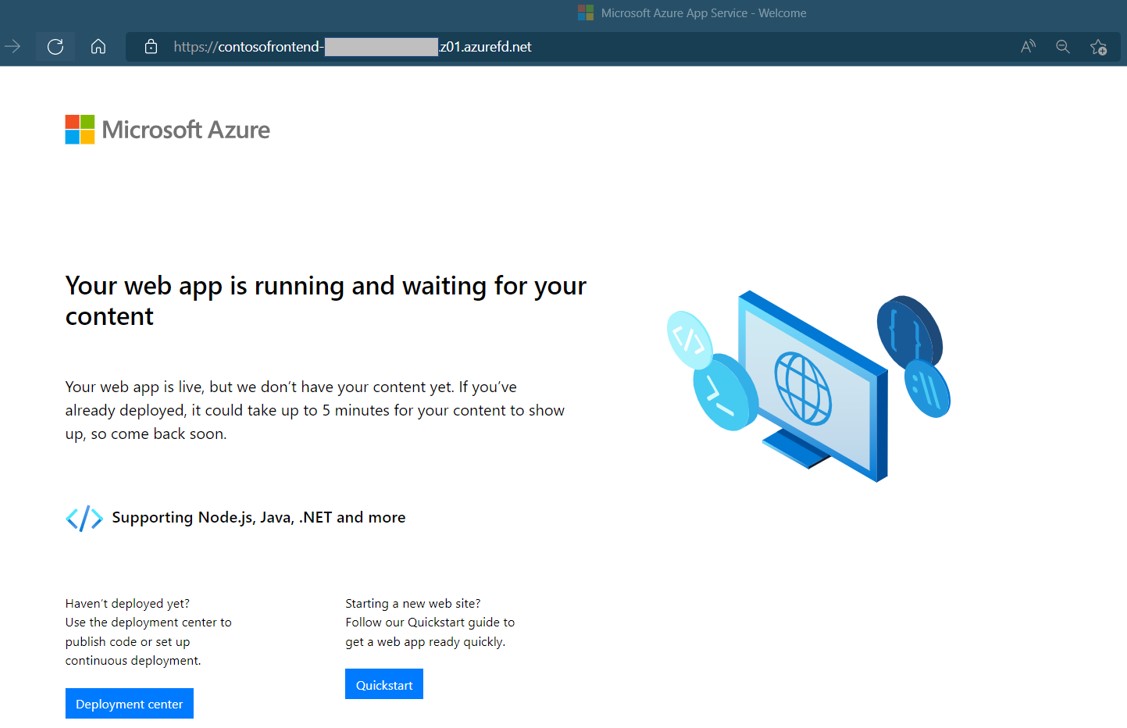 Microsoft Azure App Service - Welcome
https://contosofrontend-
.z01.azurefd.net
A
Microsoft Azure
Your web app is running and waiting for your
content
Your web app is live, but we don't have your content yet. If you've
already deployed, it could take up to 5 minutes for your content to show
up, so come back soon.
</> Supporting Node.js, Java, .NET and more
Haven't deployed yet?
Use the deployment center to
publish code or set up
continuous deployment.
Deployment center
Starting a new web site?
Follow our Quickstart guide to
get a web app ready quickly.
Quickstart
</>
>_
{ }
:\\